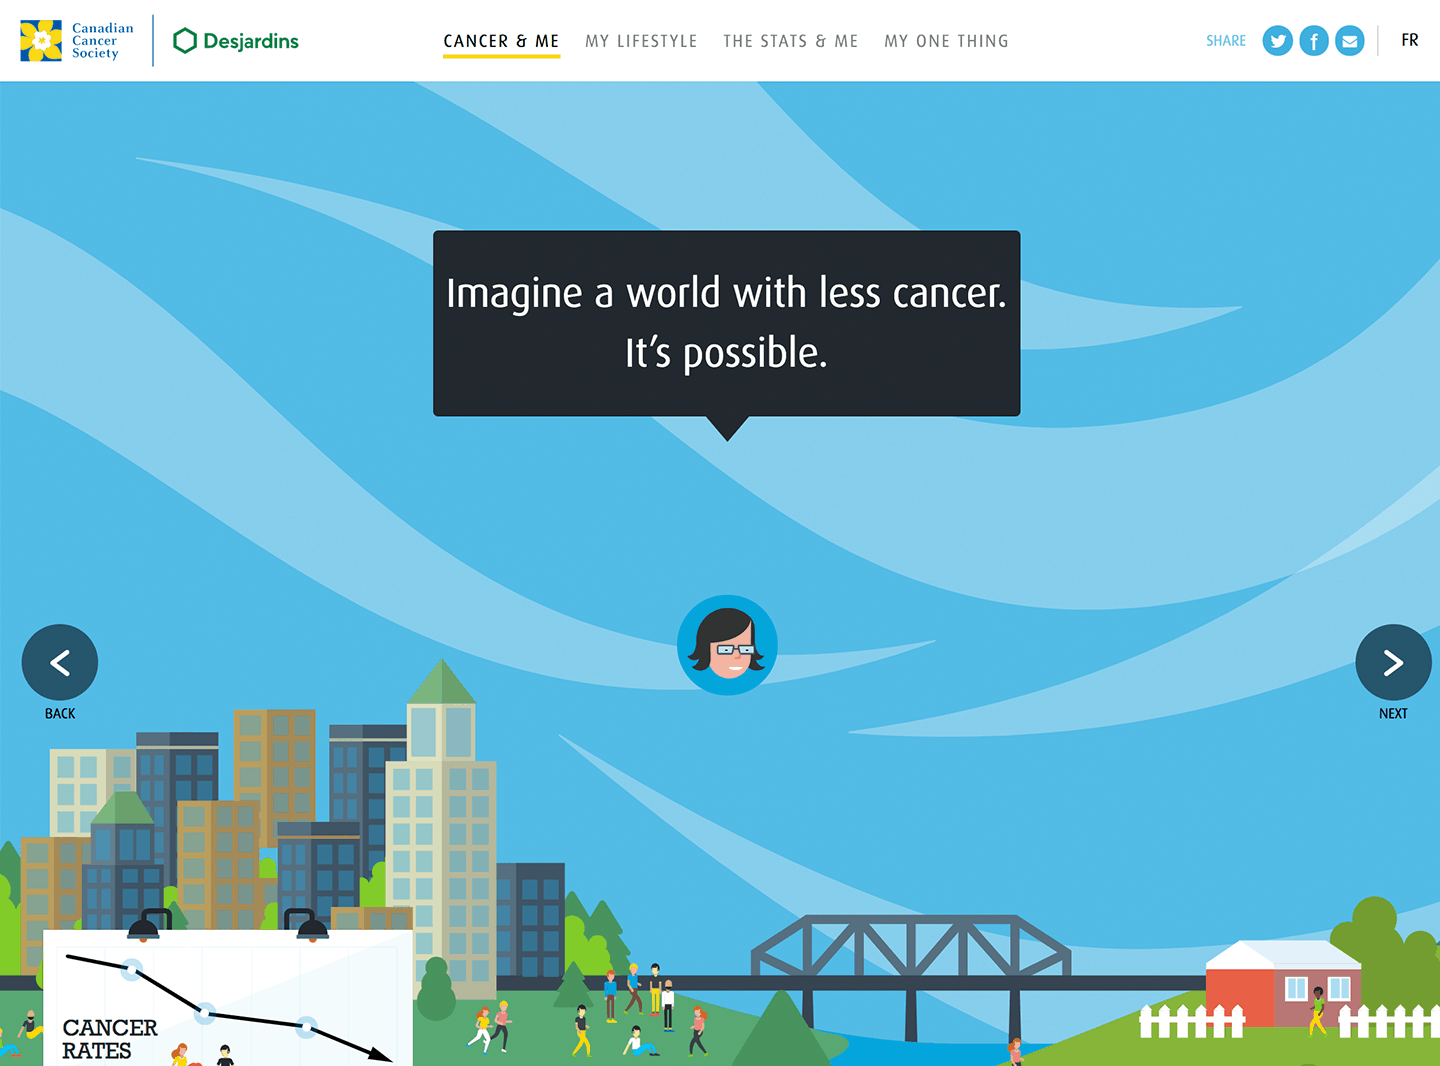 Canadian
Cancer
Society
Desjardins
CANCER & ME
MY LIFESTYLE
THE STATS & ME
MY ONE THING
SHARE
FR
Imagine a world with less cancer.
It’s possible.
BACK
NEXT
CANCER
RATES